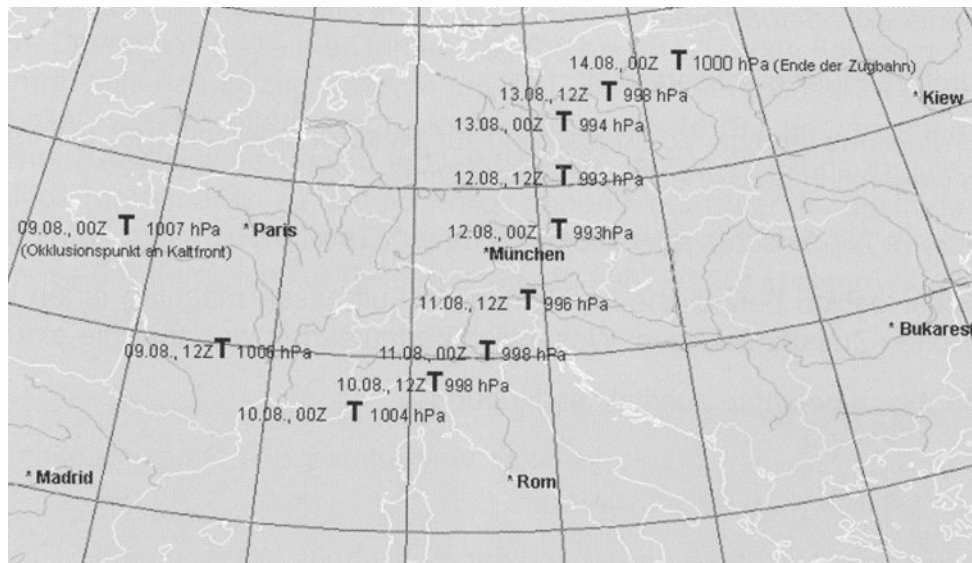 14.08., 00Z T 1000 hPa (Ende der Zugbahn)
13.08., 12Z T 998 hPa
* Kiew
13.08., 00Z T 994 hPa
12.08., 12Z T 993 hPa
09.08., 00Z T 1007 hPa
* Paris
12.08., 00Z T 993hPa
(Okklusionspunkt an Kaltfront)
*München
11.08., 12Z T 996 hPa
* Bukarest
09.08., 12Z T hPa
11.08., 00Z T 998 hPa
10.08., 12Z T 998 hPa
10.08., 00Z T 1004 hPa
* Madrid
* Rom